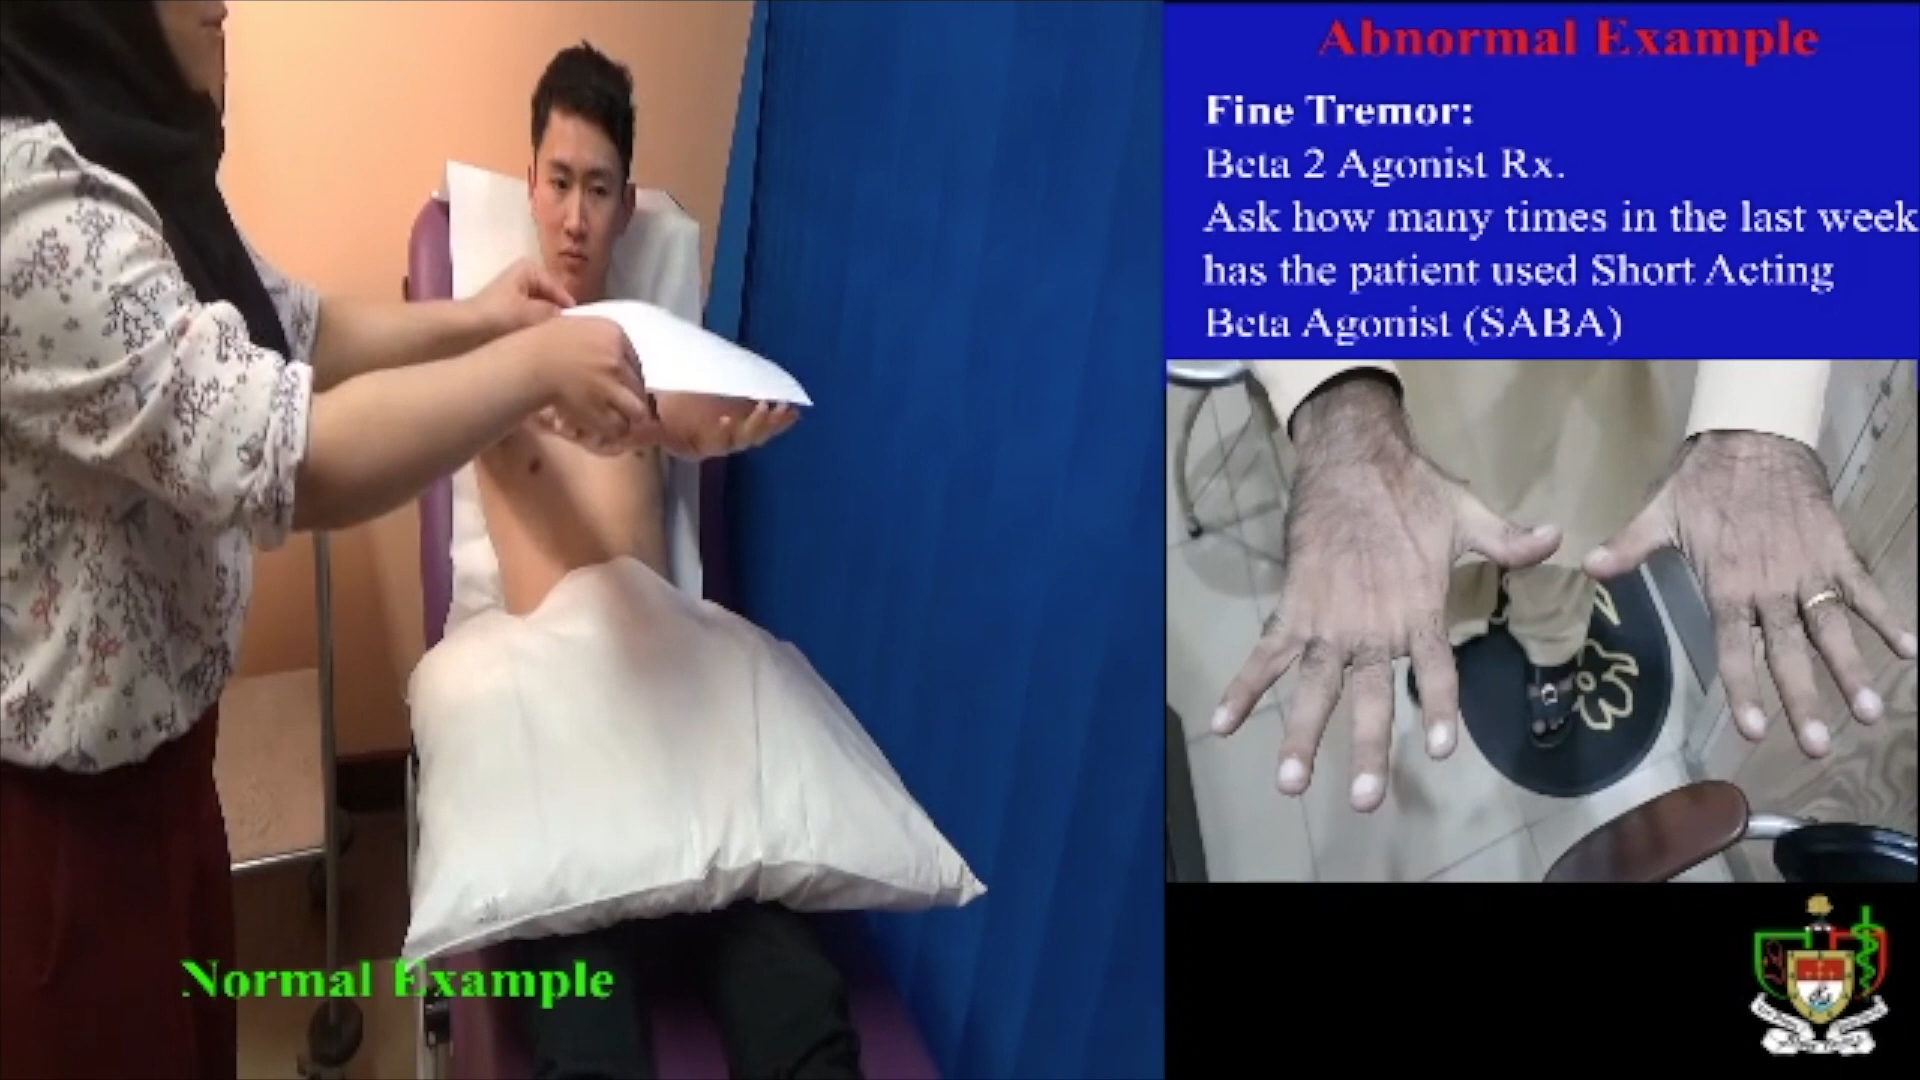 Abnormal Example
Fine Tremor:
Beta 2 Agonist Rx.
Ask how many times in the last week
has the patient used Short Acting
Beta Agonist (SABA)
Normal Example